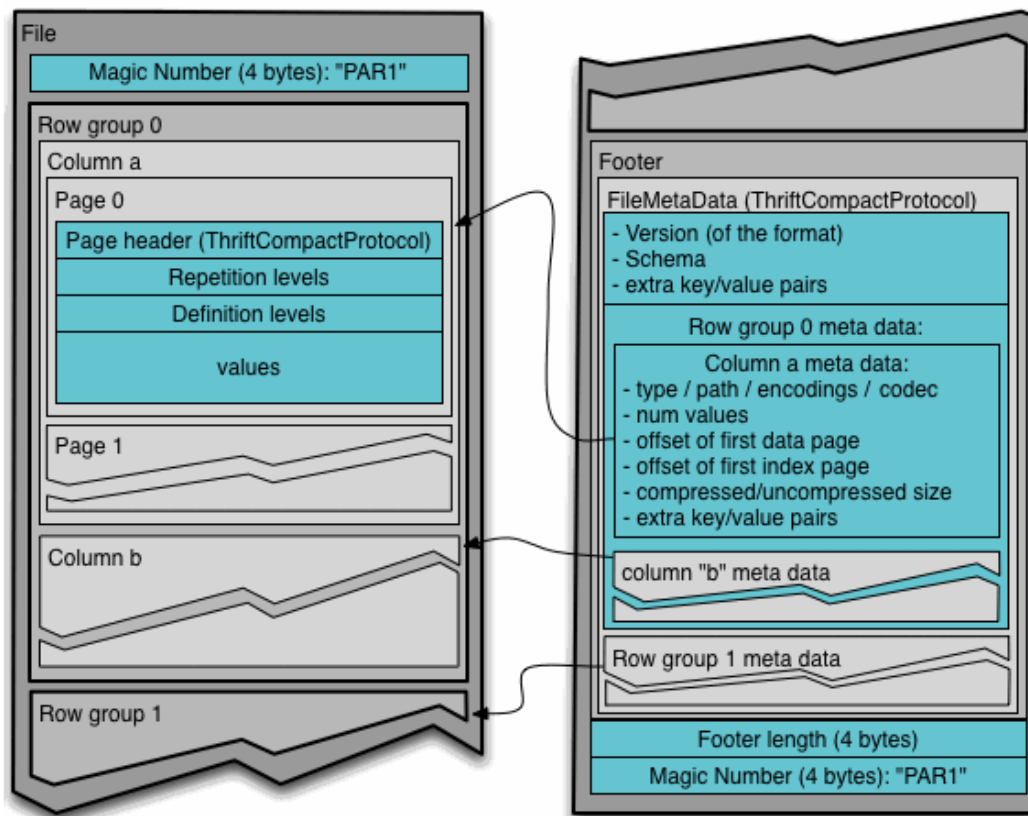 File
Magic Number (4 bytes): "PAR1"
Row group 0
Column a
Page 0
Page header (ThriftCompactProtocol)
Repetition levels
Definition levels
values
Page 1
Column b
Row group 1
Footer
FileMetaData (ThriftCompactProtocol)
- Version (of the format)
- Schema
- extra key/value pairs
Row group 0 meta data:
Column a meta data:
- type / path / encodings / codec
- num values
- offset of first data page
- offset of first index page
- compressed/uncompressed size
- extra key/value pairs
column "b" meta data
Row group 1 meta data
Footer length (4 bytes)
Magic Number (4 bytes): "PAR1"